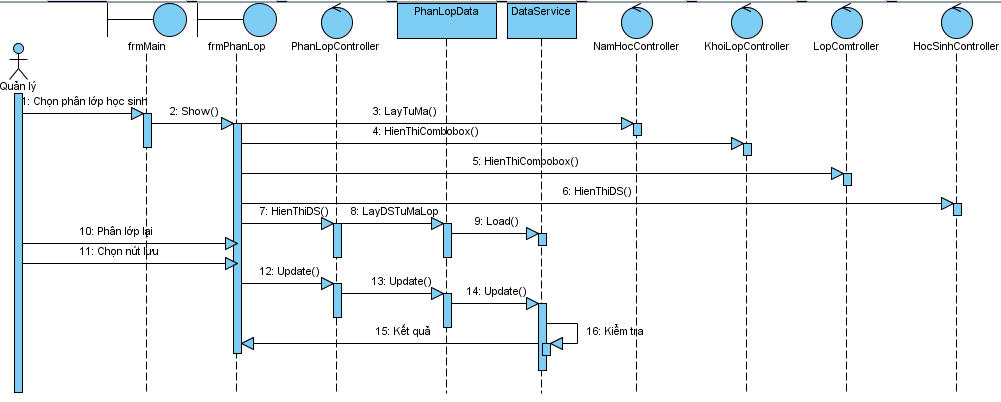 PhanLopData
DataService
frmMain
frmPhanLop
PhanLopController
NamHocController
KhoiLopController
LopComtroller
HocSinhController
Quản lý
1: Chọn phân lớp học sinh
2: Show()
3: LayTuMa()
4: HienThiCombobox()
5: HienThiCompobox()
6: HienThiDS()
7: HienThiDS()
8: LayDSTuMaLop
9: Load()
10: Phân lớp lại
11: Chọn nút lưu
12: Update()
13: Update()
14: Update()
15: Kết quả
16: Kiểm tra